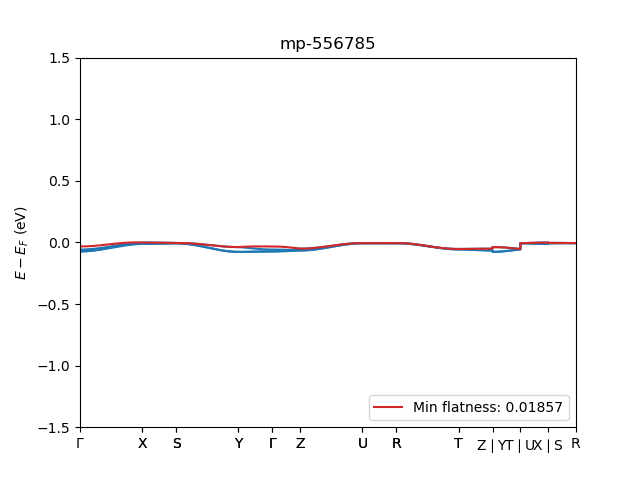 mp-556785
E − E_F (eV)
1.5
1.0
0.5
0.0
−0.5
−1.0
−1.5
Min flatness: 0.01857
Γ X S Y Γ Z U R T Z | YT | UX | S R